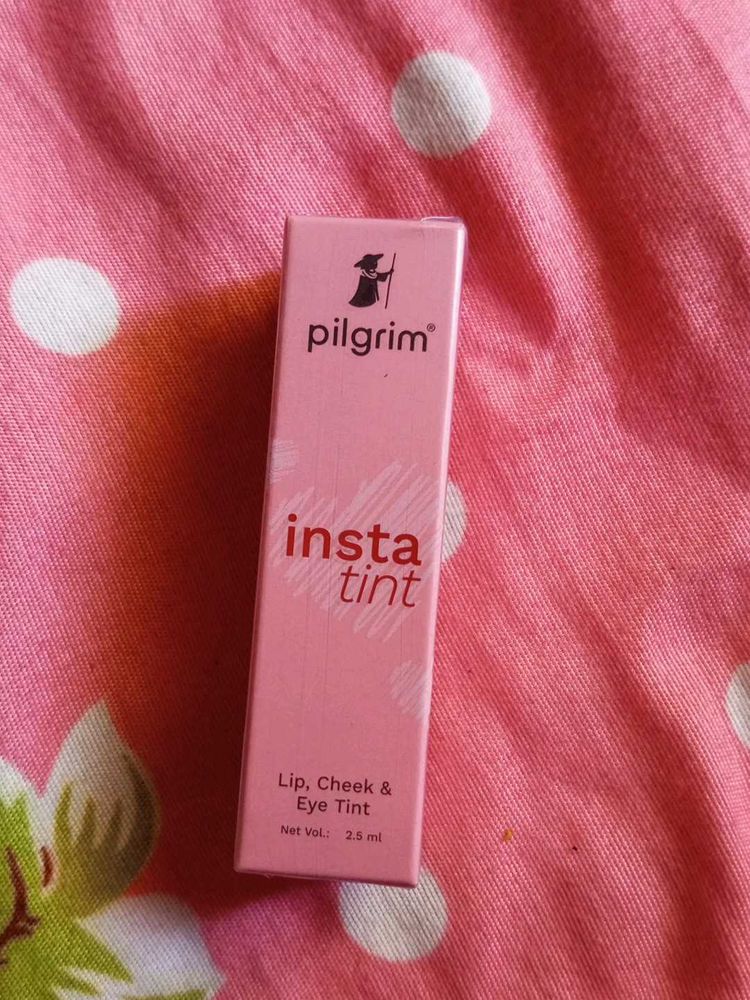 pilgrim®
insta
tint
Lip, Cheek &
Eye Tint
Net Vol.: 2.5 ml